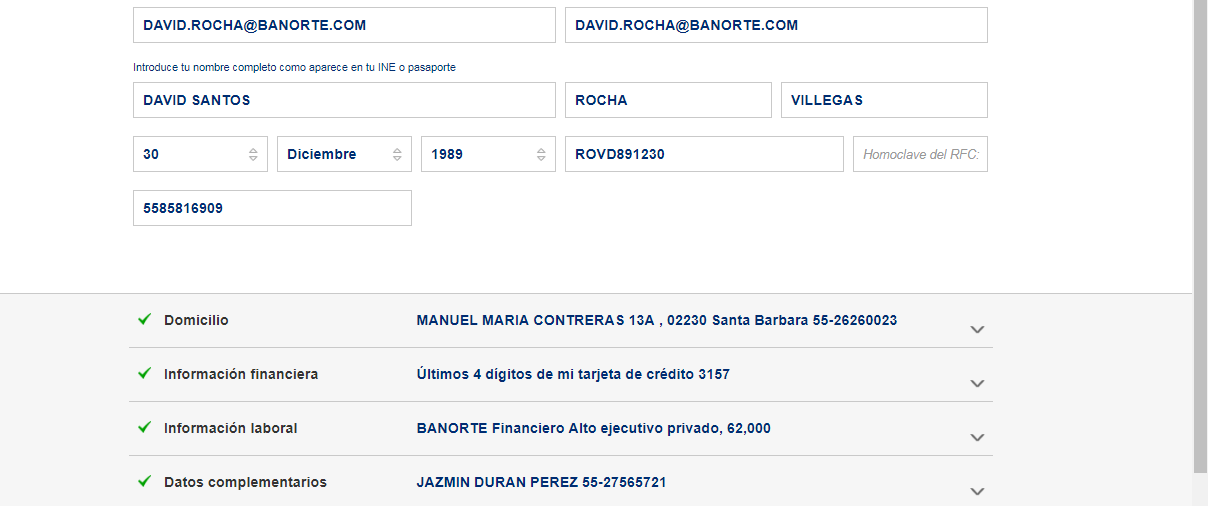 DAVID.ROCHA@BANORTE.COM DAVID.ROCHA@BANORTE.COM
Introduce tu nombre completo como aparece en tu INE o pasaporte
DAVID SANTOS ROCHA VILLEGAS
30 Diciembre 1989 ROVD891230 Homoclave del RFC:
5585816909
Domicilio MANUEL MARIA CONTRERAS 13A , 02230 Santa Barbara 55-26260023
Información financiera Últimos 4 dígitos de mi tarjeta de crédito 3157
Información laboral BANORTE Financiero Alto ejecutivo privado, 62,000
Datos complementarios JAZMIN DURAN PEREZ 55-27565721